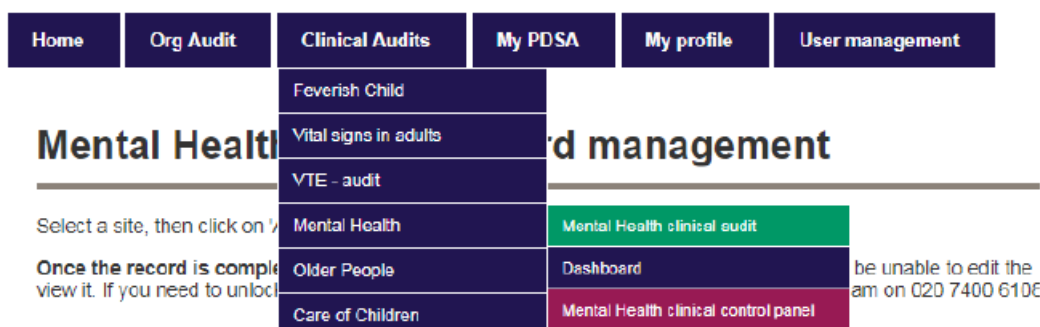 Home Org Audit Clinical Audits My PDSA My profile User management
Feverish Child
Vital signs in adults
VTE - audit
Mental Health
Older People
Care of Children
Mental Health clinical audit
Dashboard
Mental Health clinical control panel
Mental Healt rd management
Select a site, then click on '
Once the record is comple be unable to edit the
view it. If you need to unloc am on 020 7400 6108